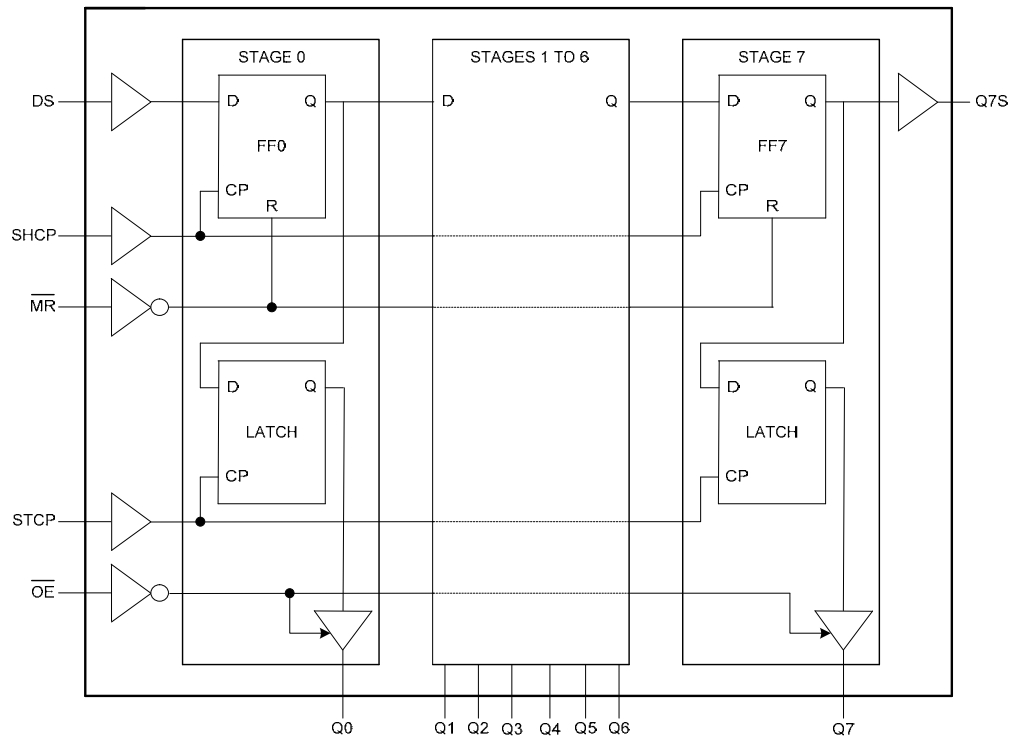 STAGE 0
STAGES 1 TO 6
STAGE 7
DS
D Q
D Q
D Q
Q7S
FF0
FF7
CP
CP
R
R
SHCP
MR
D Q
D Q
LATCH
LATCH
CP
CP
STCP
OE
Q0
Q1 Q2 Q3 Q4 Q5 Q6
Q7